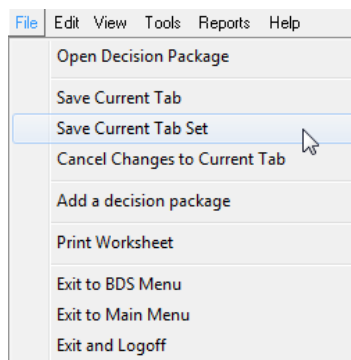 File Edit View Tools Reports Help
Open Decision Package
Save Current Tab
Save Current Tab Set
Cancel Changes to Current Tab
Add a decision package
Print Worksheet
Exit to BDS Menu
Exit to Main Menu
Exit and Logoff